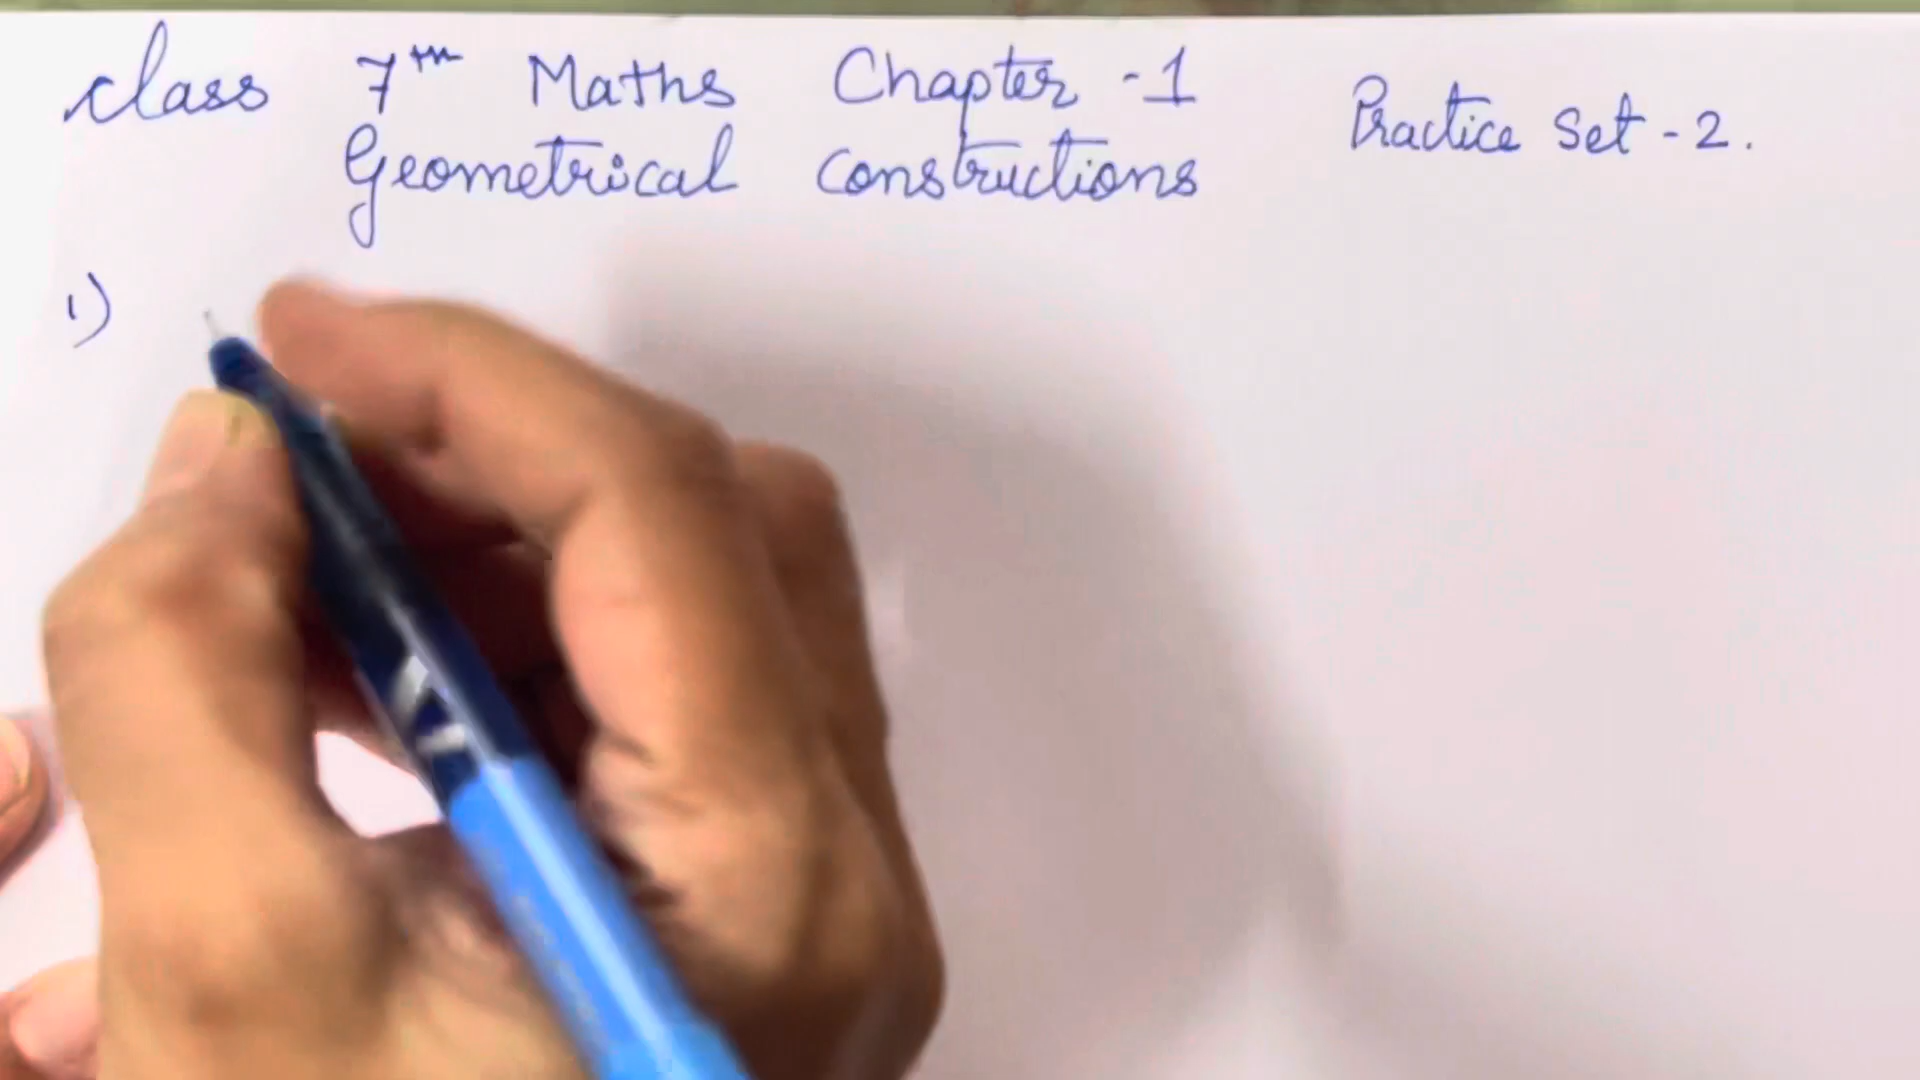 class 7th Maths Chapter - 1
Geometrical constructions
Practice Set - 2.
1)